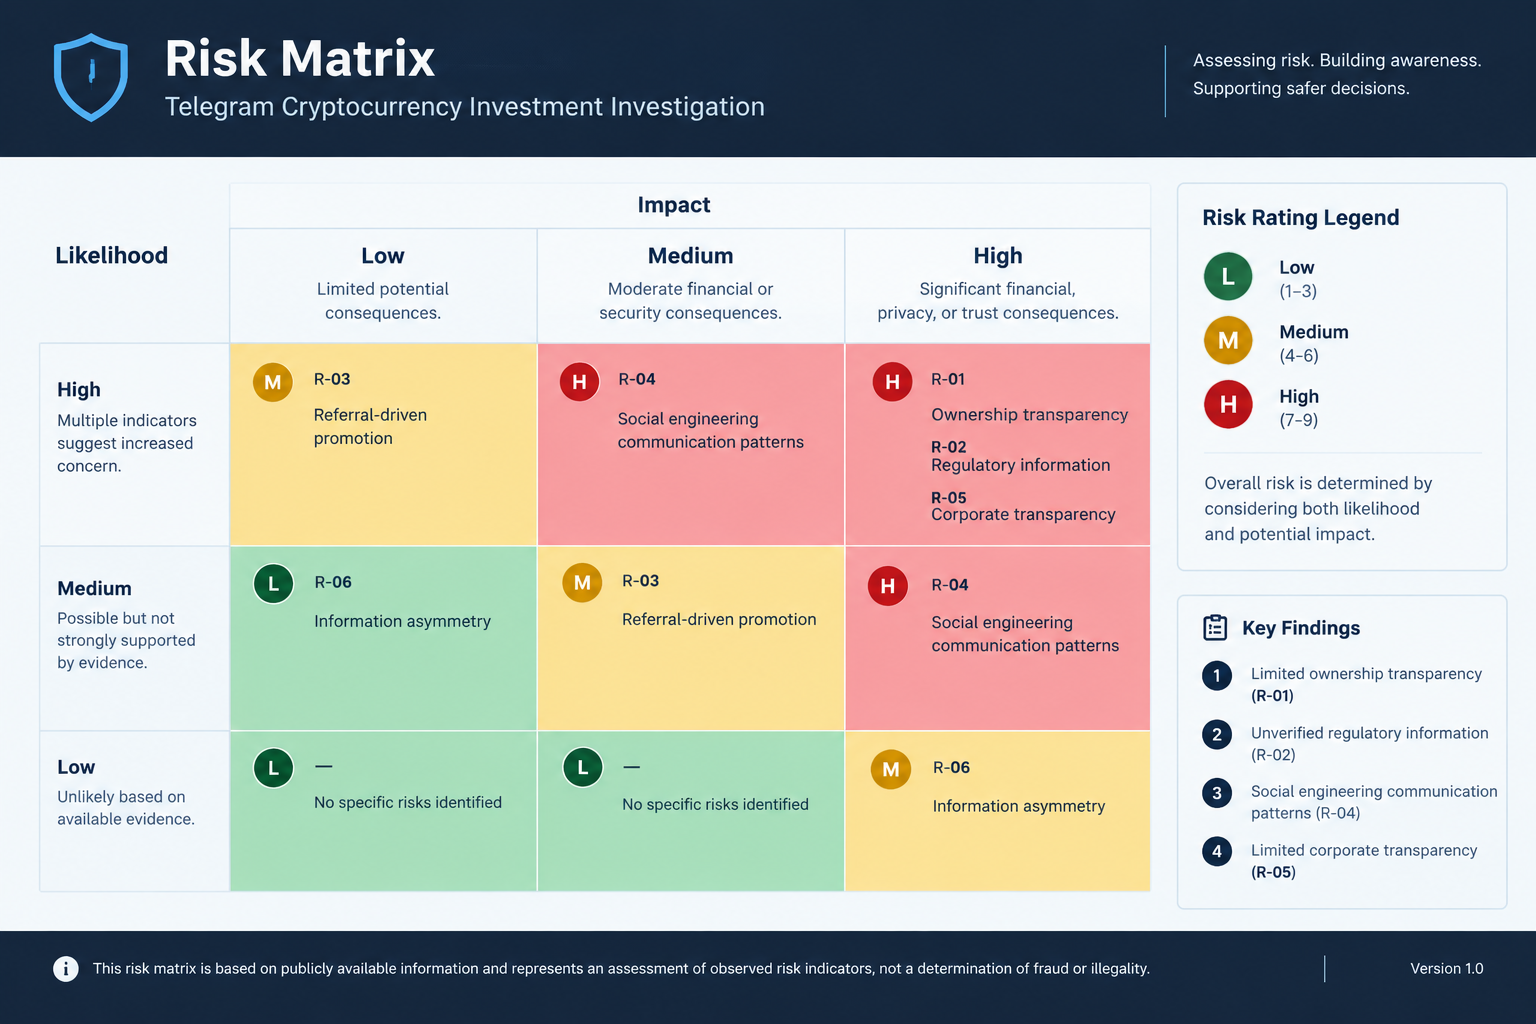 Risk Matrix
Telegram Cryptocurrency Investment Investigation
Assessing risk. Building awareness.
Supporting safer decisions.
Likelihood
Impact
Low
Limited potential
consequences.
Medium
Moderate financial or
security consequences.
High
Significant financial,
privacy, or trust consequences.
High
Multiple indicators
suggest increased
concern.
M
R-03
Referral-driven
promotion
H
R-04
Social engineering
communication patterns
H
R-01
Ownership transparency
R-02
Regulatory information
R-05
Corporate transparency
Medium
Possible but not
strongly supported
by evidence.
L
R-06
Information asymmetry
M
R-03
Referral-driven promotion
H
R-04
Social engineering
communication patterns
Low
Unlikely based on
available evidence.
L
—
No specific risks identified
L
—
No specific risks identified
M
R-06
Information asymmetry
Risk Rating Legend
L
Low
(1–3)
M
Medium
(4–6)
H
High
(7–9)
Overall risk is determined by
considering both likelihood
and potential impact.
Key Findings
1
Limited ownership transparency
(R-01)
2
Unverified regulatory information
(R-02)
3
Social engineering communication
patterns (R-04)
4
Limited corporate transparency
(R-05)
i
This risk matrix is based on publicly available information and represents an assessment of observed risk indicators, not a determination of fraud or illegality.
Version 1.0